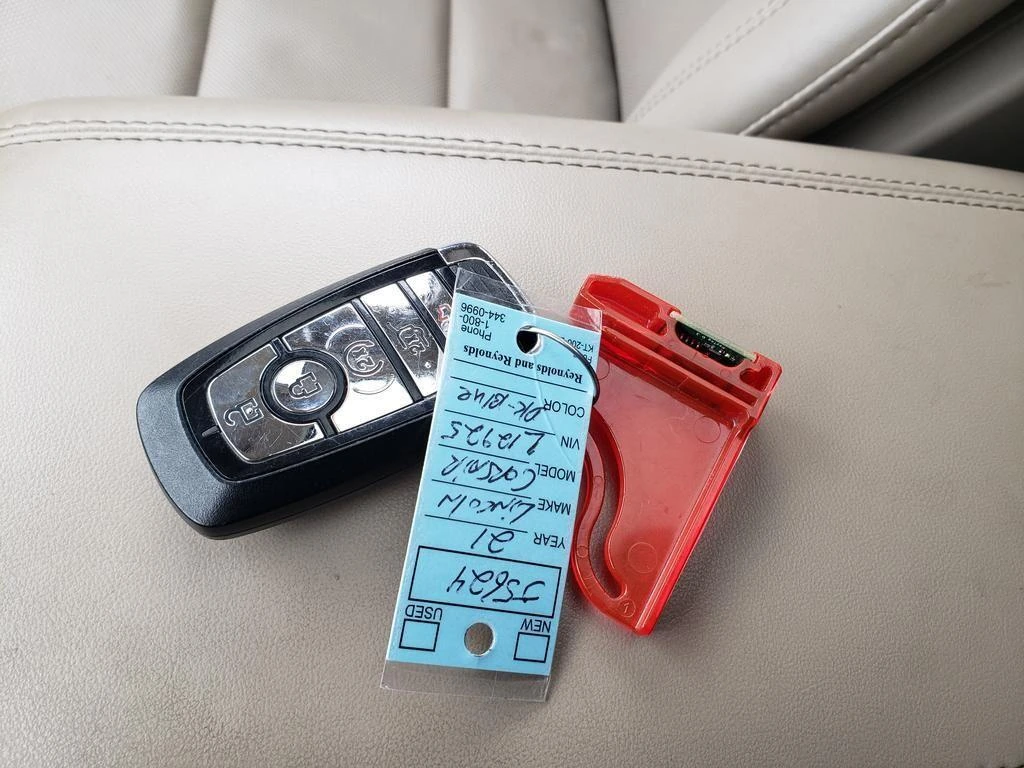 NEW USED
J5624
YEAR 21
MAKE LINCOLN
MODEL CORSAIR
VIN L12925
COLOR DK-Blue
Reynolds and Reynolds
Phone
1-800-
344-0996